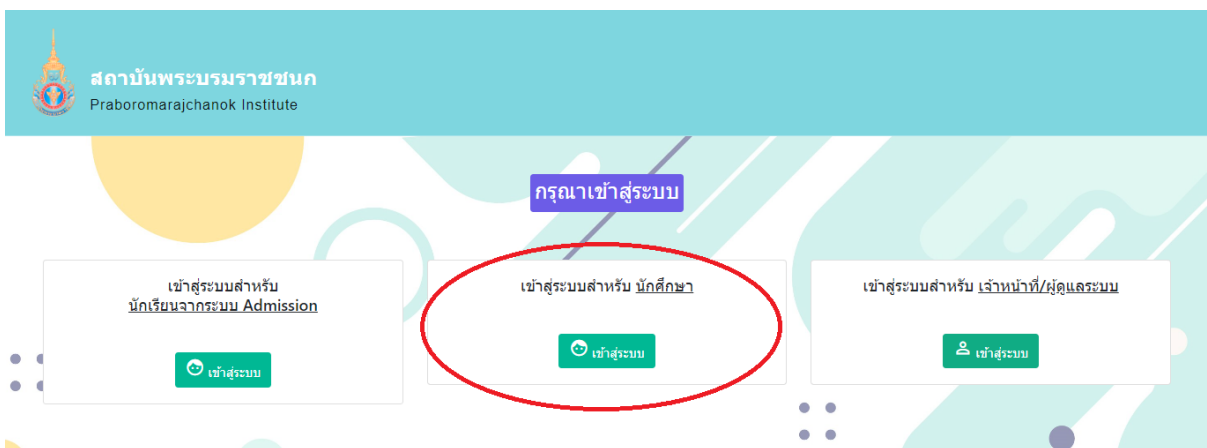 สถาบันพระบรมราชชนก
Praboromarajchanok Institute
กรุณาเข้าสู่ระบบ
เข้าสู่ระบบสำหรับ
นักเรียนจากระบบ Admission
เข้าสู่ระบบ
เข้าสู่ระบบสำหรับ นักศึกษา
เข้าสู่ระบบ
เข้าสู่ระบบสำหรับ เจ้าหน้าที่/ผู้ดูแลระบบ
เข้าสู่ระบบ